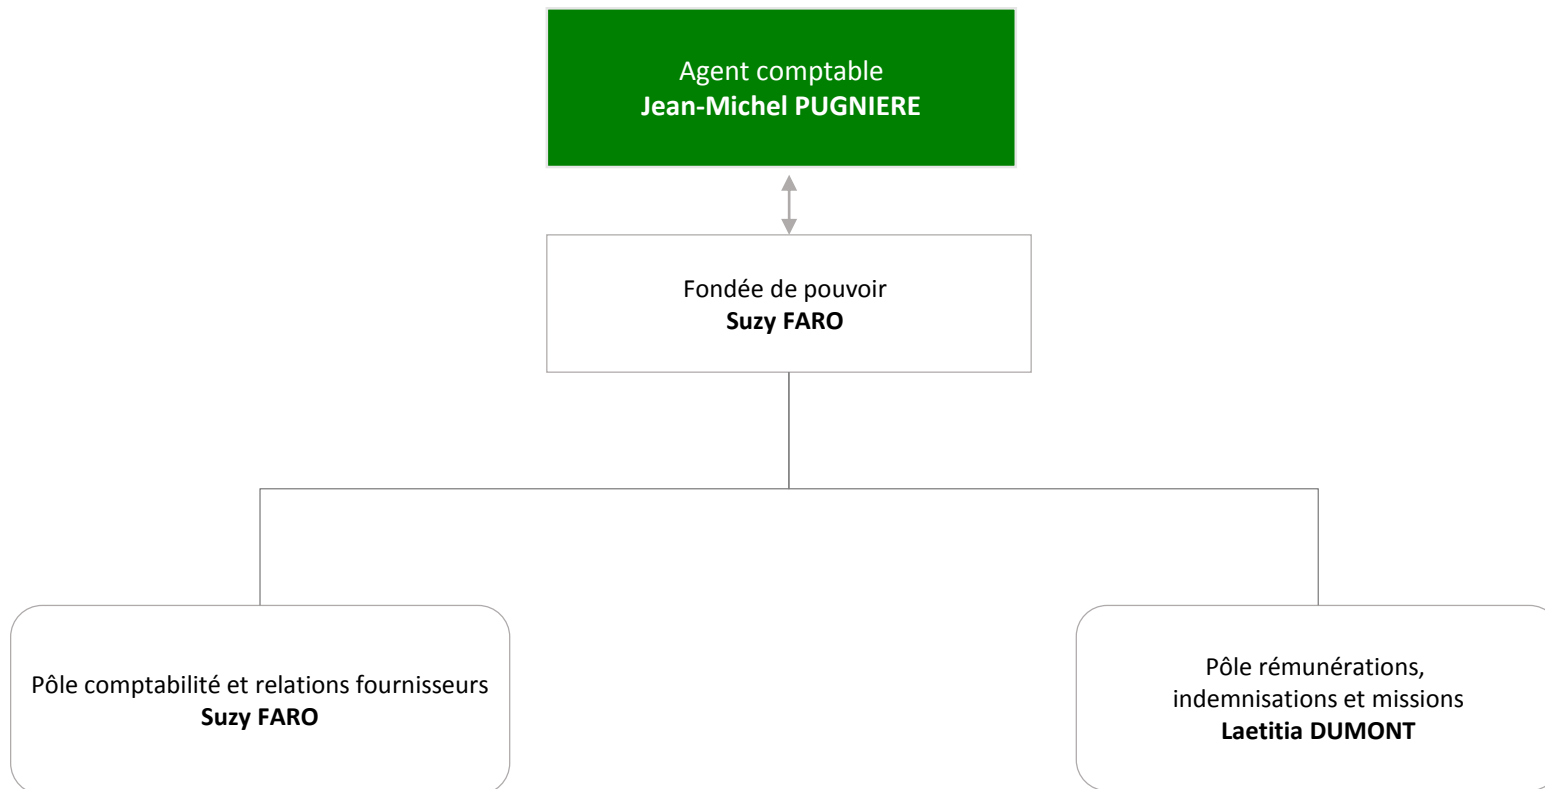 Agent comptable
Jean-Michel PUGNIERE
Fondée de pouvoir
Suzy FARO
Pôle comptabilité et relations fournisseurs
Suzy FARO
Pôle rémunérations,
indemnisations et missions
Laetitia DUMONT